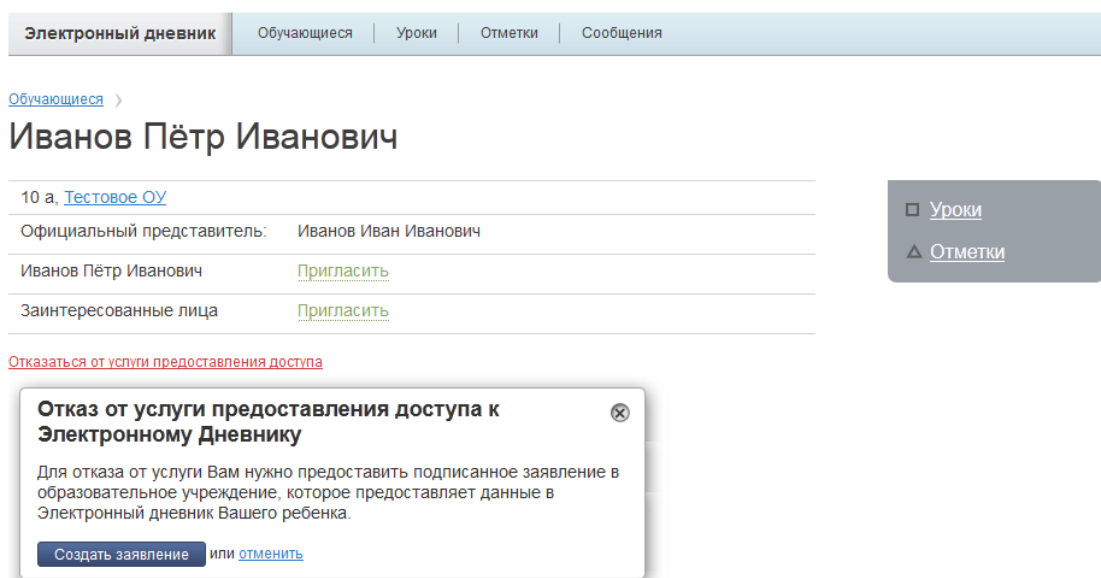 Электронный дневник Обучающиеся Уроки Отметки Сообщения
Обучающиеся
Иванов Пётр Иванович
10 а, Тестовое ОУ
Официальный представитель: Иванов Иван Иванович
Иванов Пётр Иванович Пригласить
Заинтересованные лица Пригласить
Уроки
Отметки
Отказаться от услуги предоставления доступа
Отказ от услуги предоставления доступа к
Электронному Дневнику
Для отказа от услуги Вам нужно предоставить подписанное заявление в
образовательное учреждение, которое предоставляет данные в
Электронный дневник Вашего ребенка.
Создать заявление или отменить